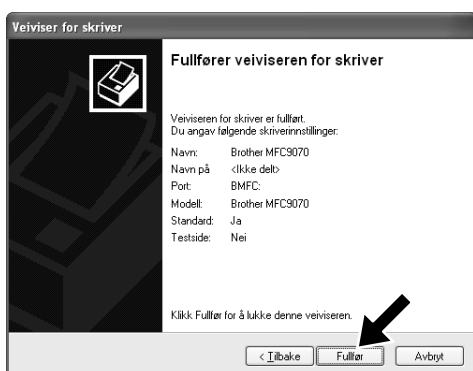 Veiviser for skriver
Fullfører veiviseren for skriver
Veiviseren for skriver er fullført.
Du angav følgende skriverinnstillinger:
Navn: Brother MFC9070
Navn på <Ikke delt>
Port: BMFC:
Modell: Brother MFC9070
Standard: Ja
Testside: Nei
Klikk Fullfør for å lukke denne veiviseren.
< Tilbake Fullfør Avbryt